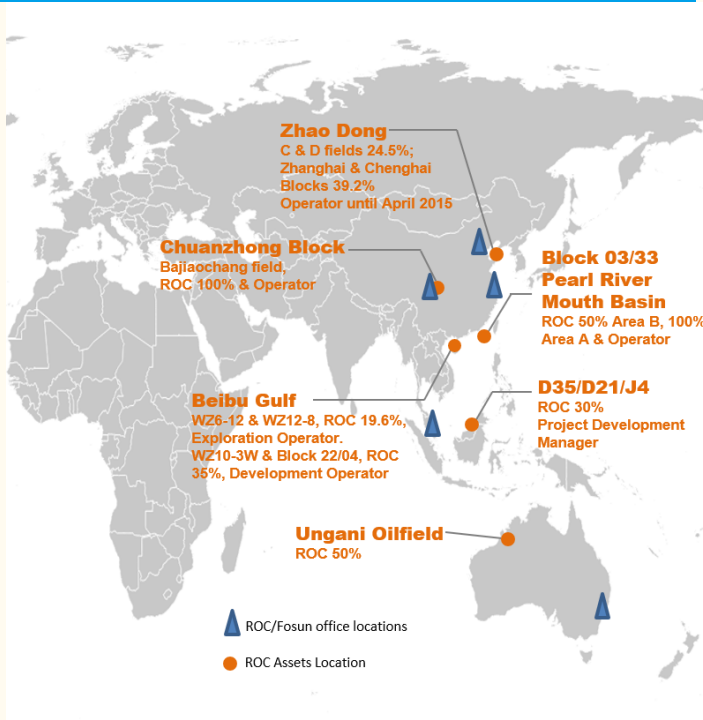 Zhao Dong
C & D fields 24.5%;
Zhanghai & Chenghai
Blocks 39.2%
Operator until April 2015
Chuanzhong Block
Bajiaochang field,
ROC 100% & Operator
Block 03/33
Pearl River
Mouth Basin
ROC 50% Area B, 100%
Area A & Operator
Beibu Gulf
WZ6-12 & WZ12-8, ROC 19.6%,
Exploration Operator.
WZ10-3W & Block 22/04, ROC
35%, Development Operator
D35/D21/J4
ROC 30%
Project Development
Manager
Ungani Oilfield
ROC 50%
ROC/Fosun office locations
ROC Assets Location